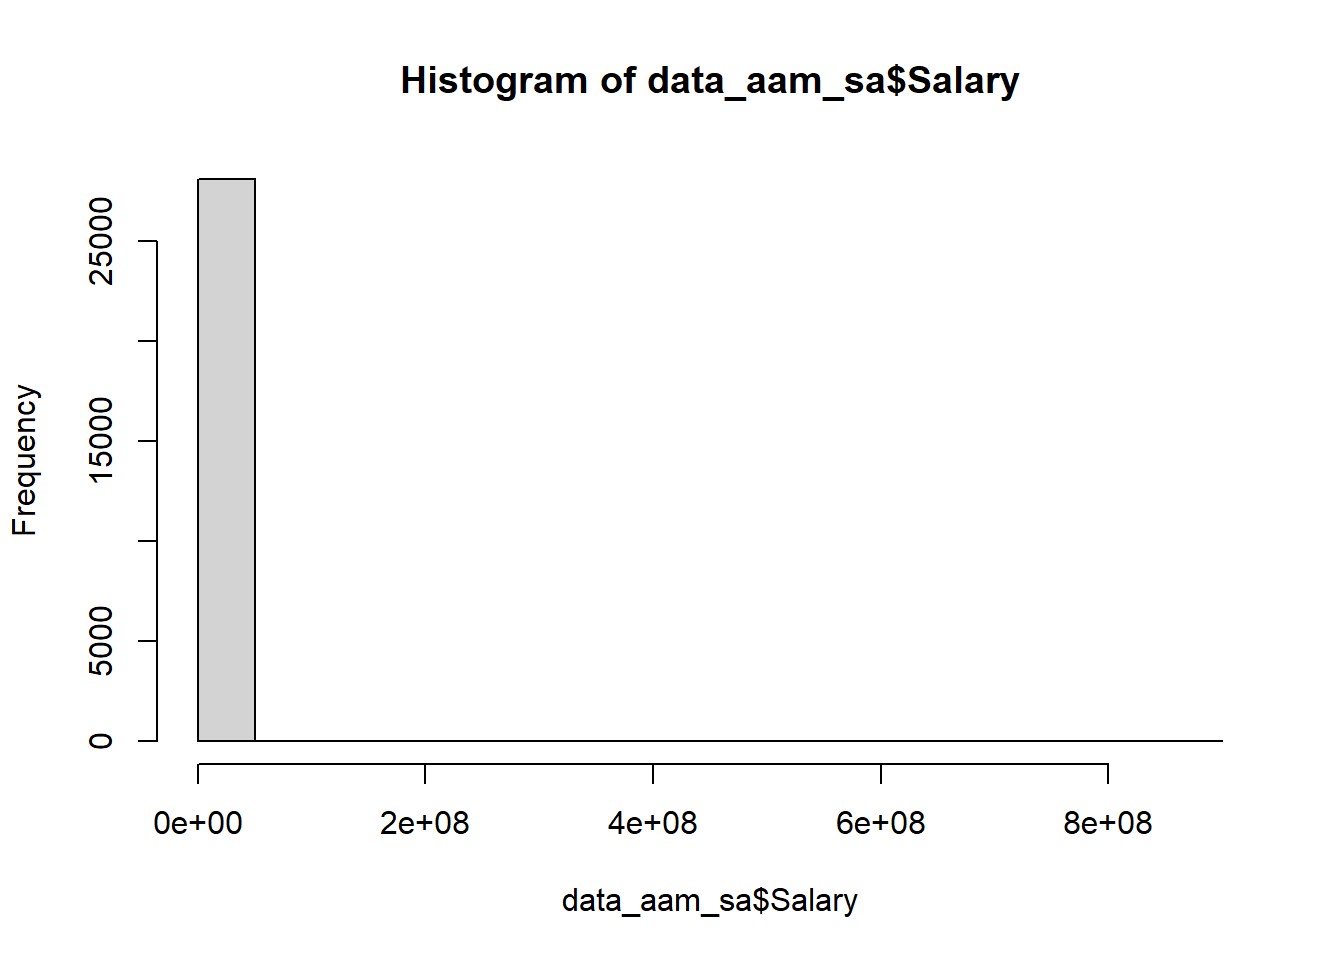 Histogram of data_aam_sa$Salary
Frequency
25000
15000
5000
0
0e+00 2e+08 4e+08 6e+08 8e+08
data_aam_sa$Salary